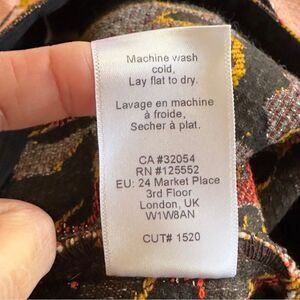 Machine wash
cold,
Lay flat to dry.
Lavage en machine
à froide,
Secher à plat.
CA #32054
RN #125552
EU: 24 Market Place
3rd Floor
London, UK
W1W8AN
CUT# 1520